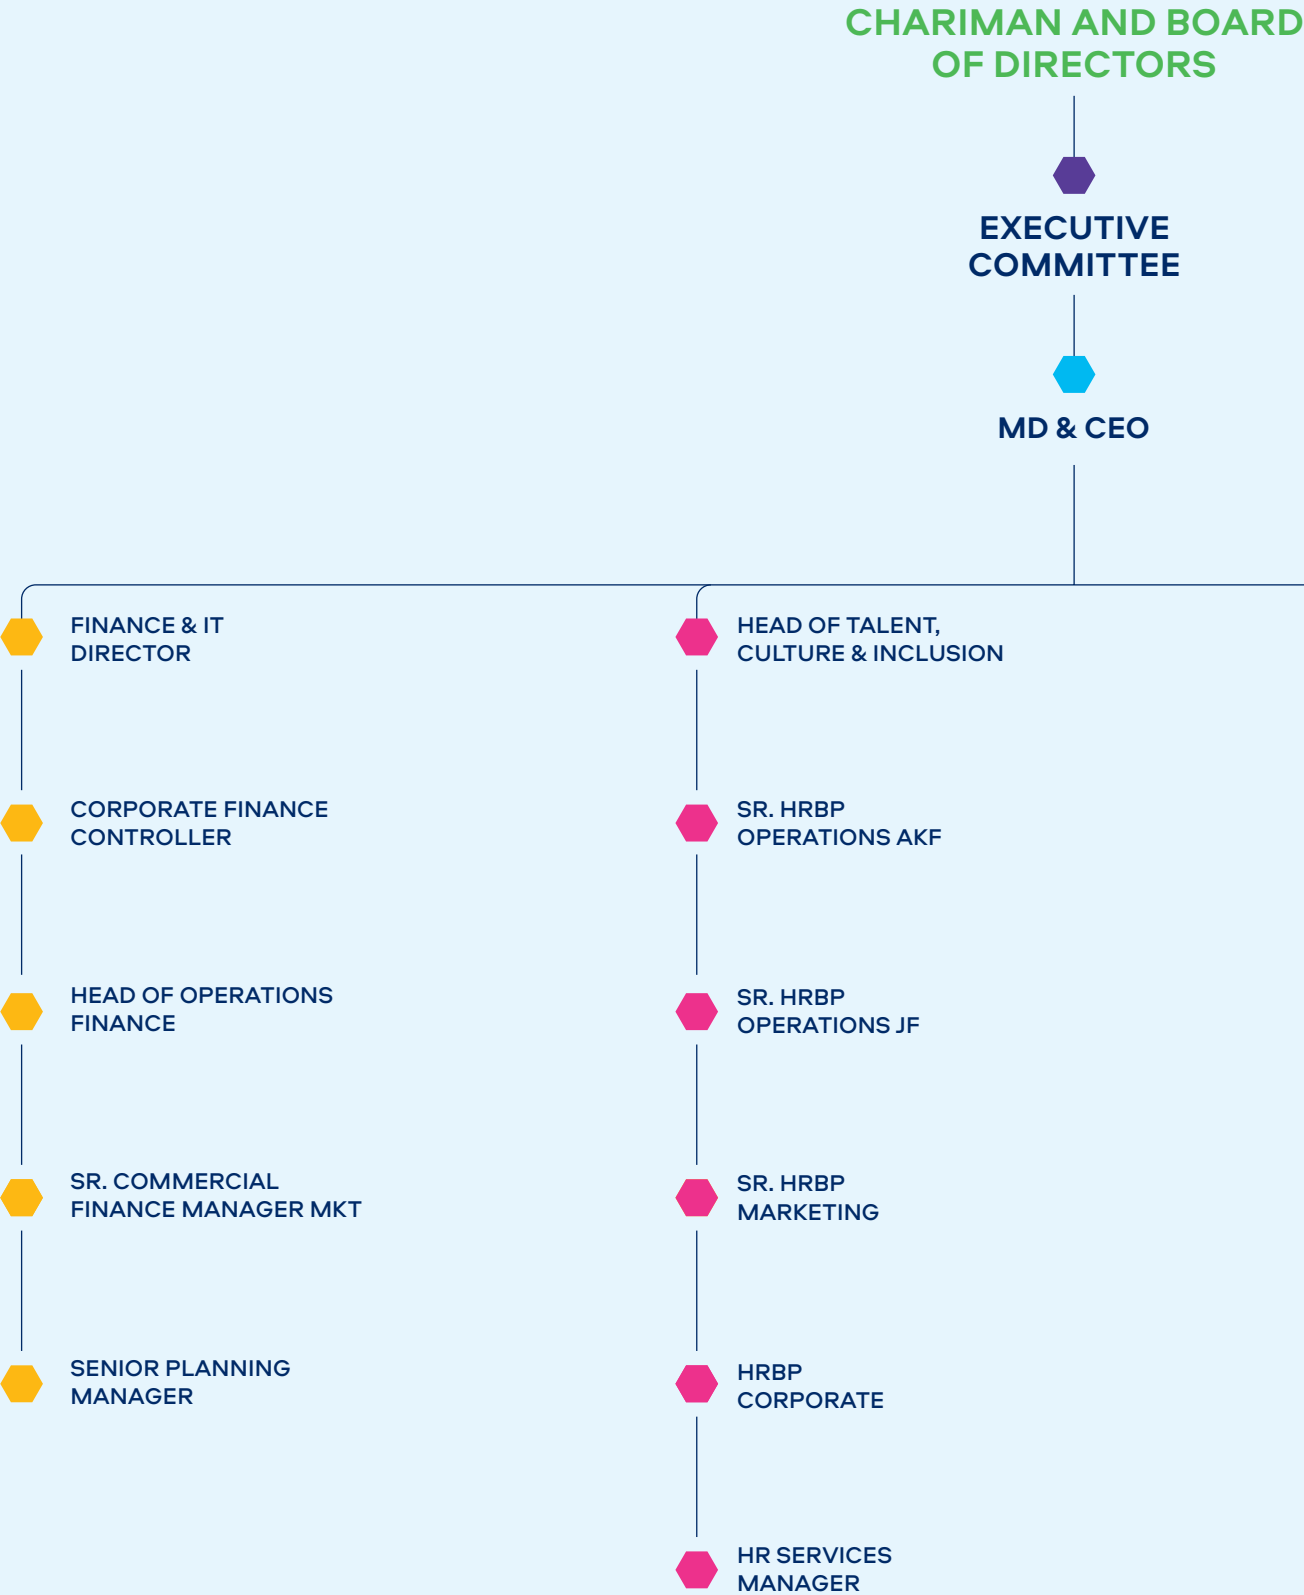 CHARIMAN AND BOARD
OF DIRECTORS
EXECUTIVE
COMMITTEE
MD & CEO
FINANCE & IT
DIRECTOR
CORPORATE FINANCE
CONTROLLER
HEAD OF OPERATIONS
FINANCE
SR. COMMERCIAL
FINANCE MANAGER MKT
SENIOR PLANNING
MANAGER
HEAD OF TALENT,
CULTURE & INCLUSION
SR. HRBP
OPERATIONS AKF
SR. HRBP
OPERATIONS JF
SR. HRBP
MARKETING
HRBP
CORPORATE
HR SERVICES
MANAGER